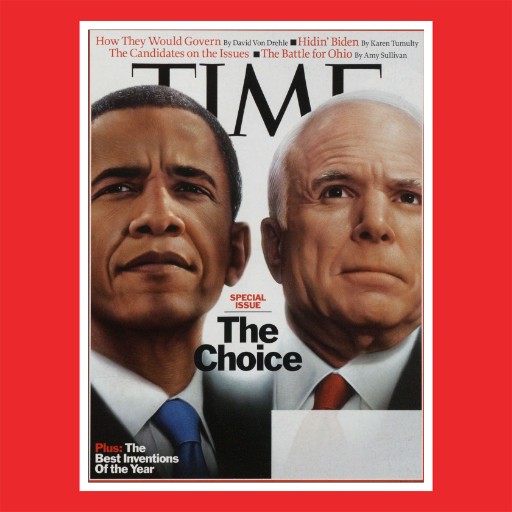 How They Would Govern By David Von Drehle ■ Hidin' Biden By Karen Tumulty
The Candidates on the Issues ■ The Battle for Ohio By Amy Sullivan
TIME
SPECIAL
ISSUE
The
Choice
Plus: The
Best Inventions
Of the Year